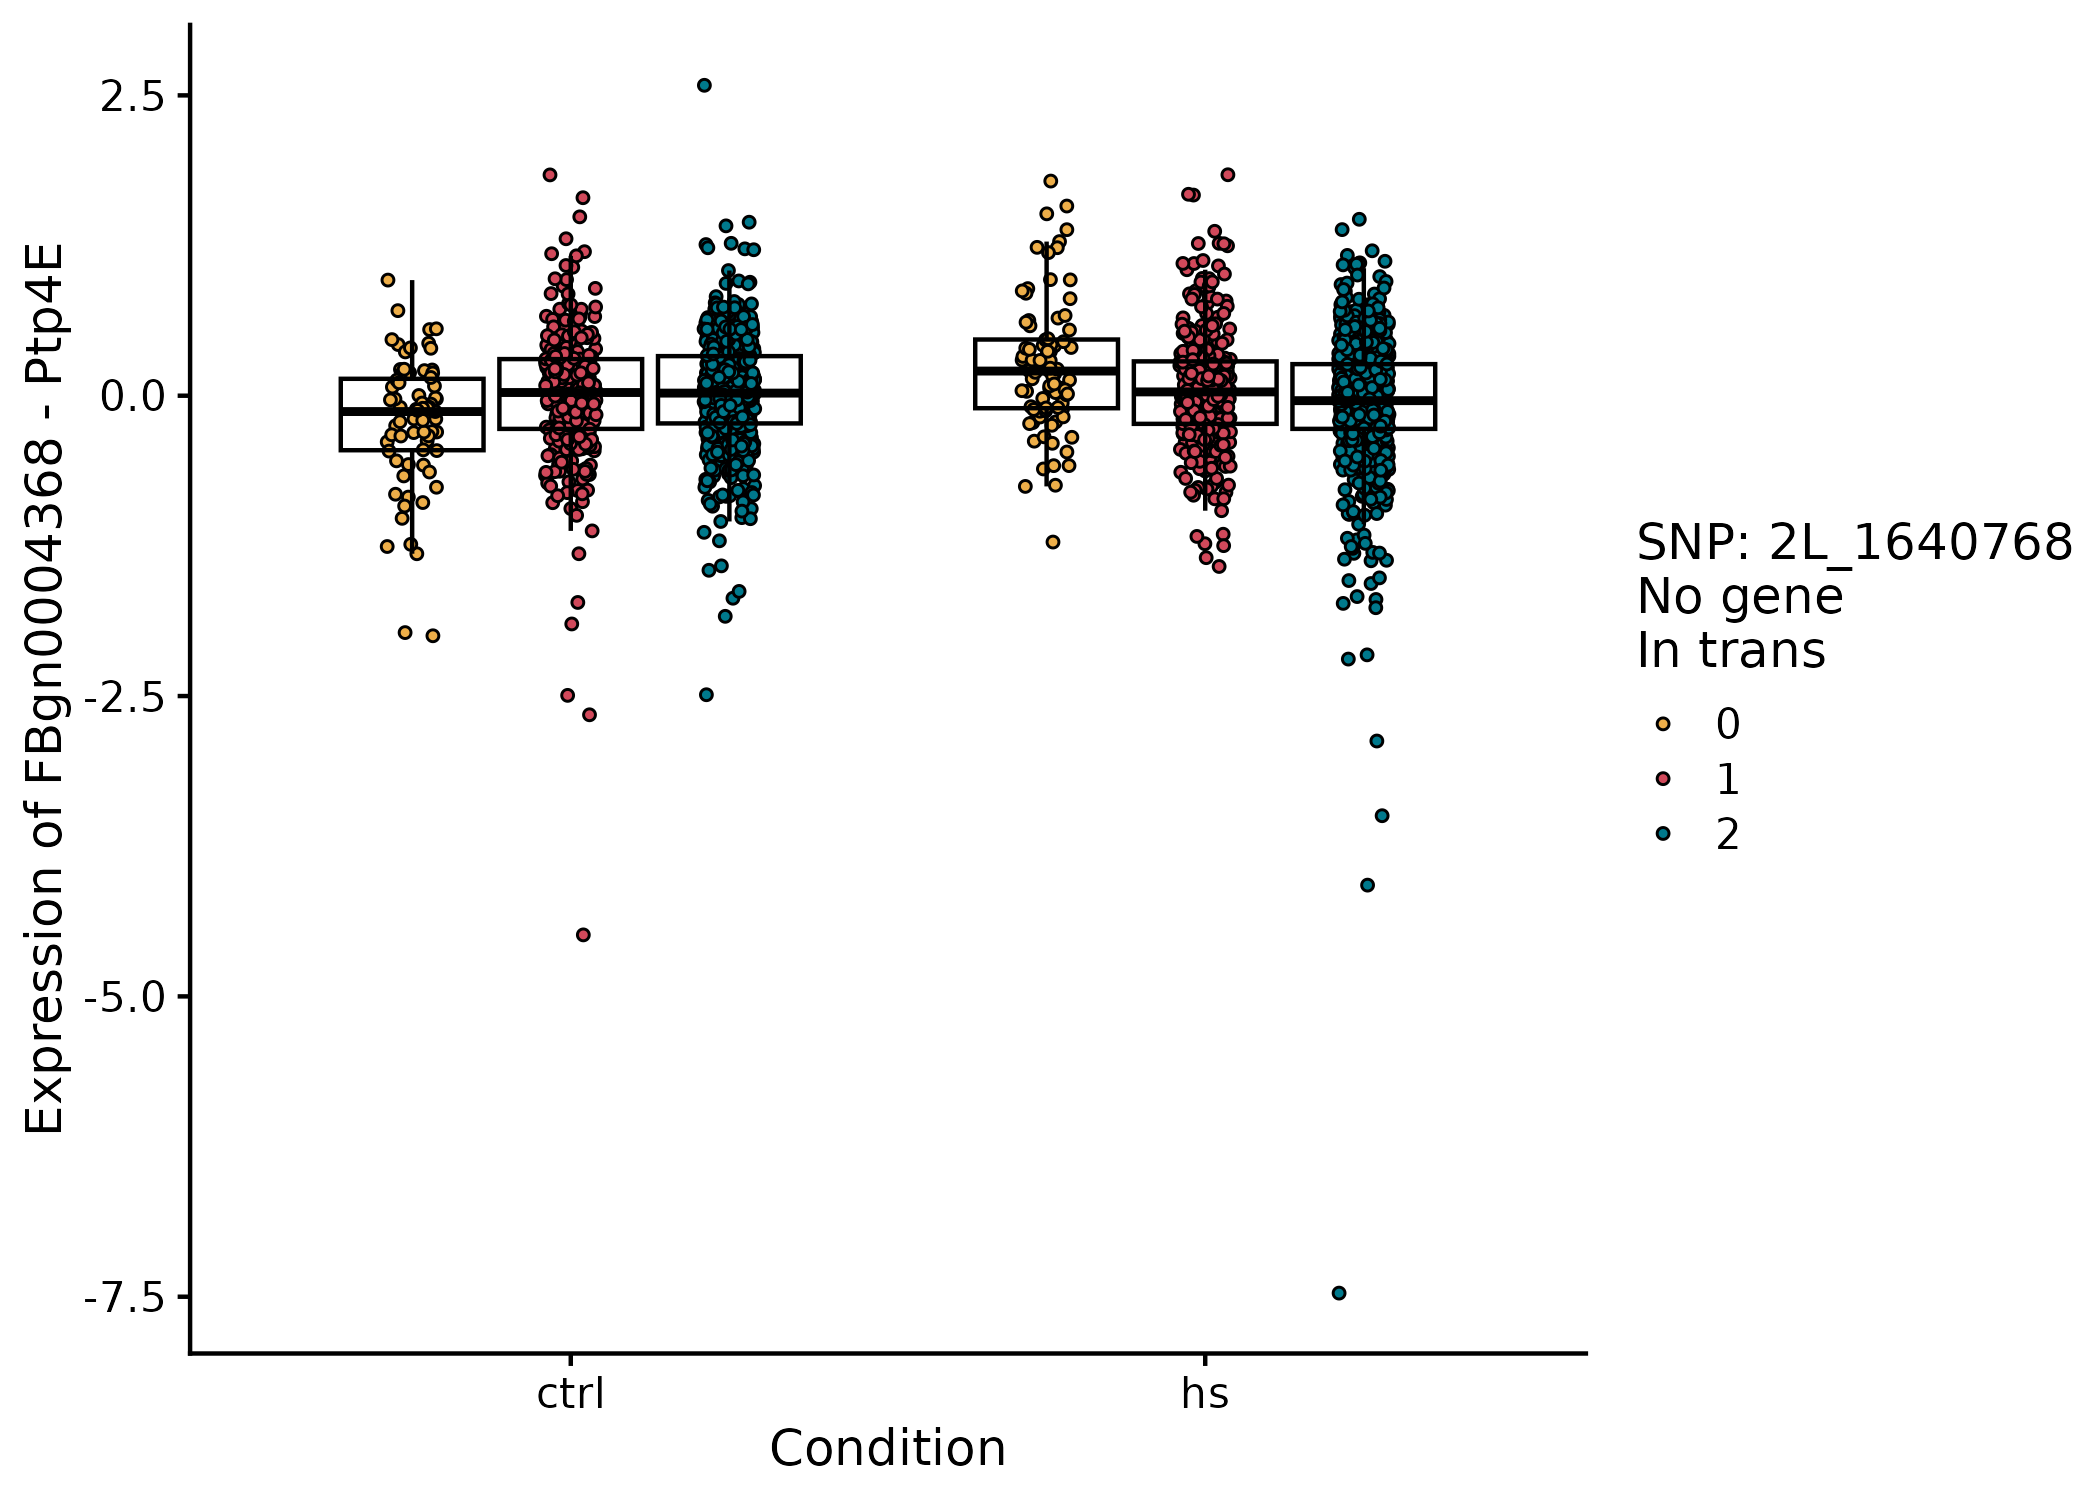 Expression of FBgn0004368 - Ptp4E
2.5
0.0
-2.5
-5.0
-7.5
ctrl
hs
Condition
SNP: 2L_1640768
No gene
In trans
0
1
2